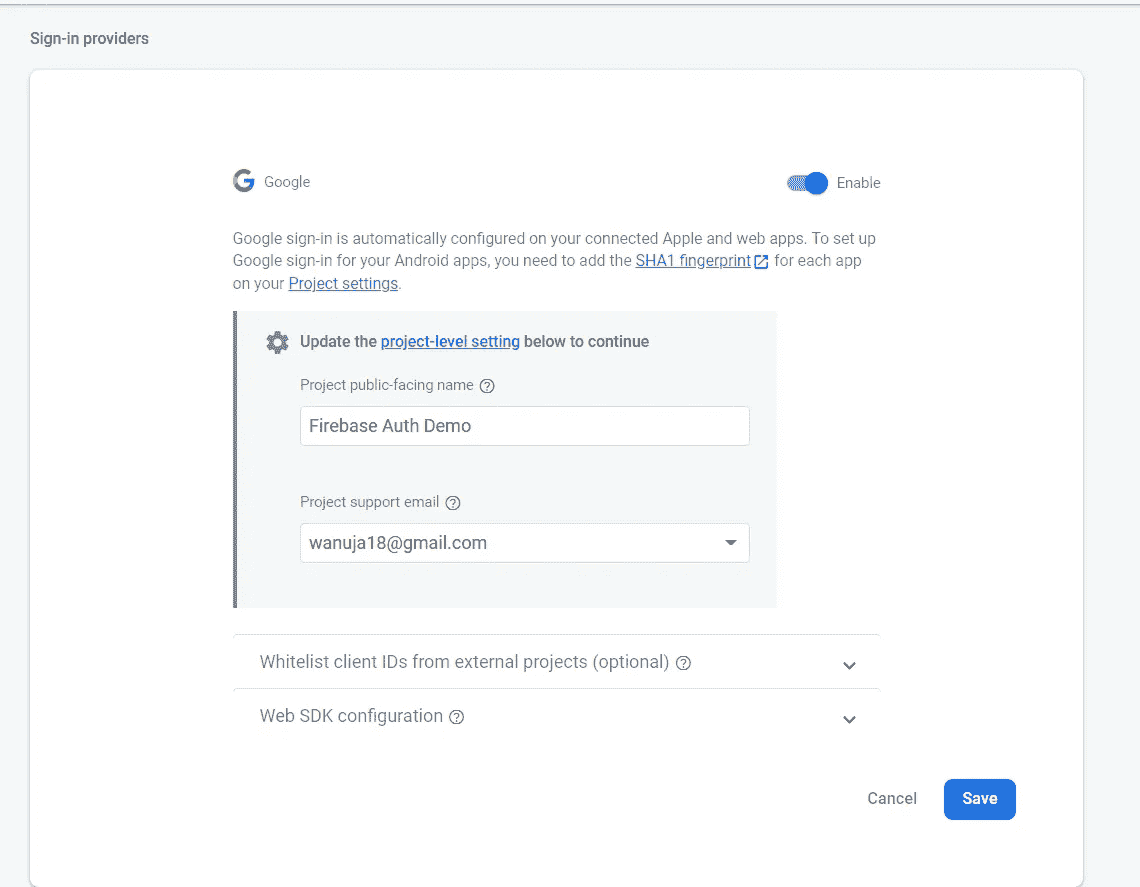 Sign-in providers
Google
Enable
Google sign-in is automatically configured on your connected Apple and web apps. To set up
Google sign-in for your Android apps, you need to add the SHA1 fingerprint for each app
on your Project settings.
Update the project-level setting below to continue
Project public-facing name
Firebase Auth Demo
Project support email
wanuja18@gmail.com
Whitelist client IDs from external projects (optional)
Web SDK configuration
Cancel
Save